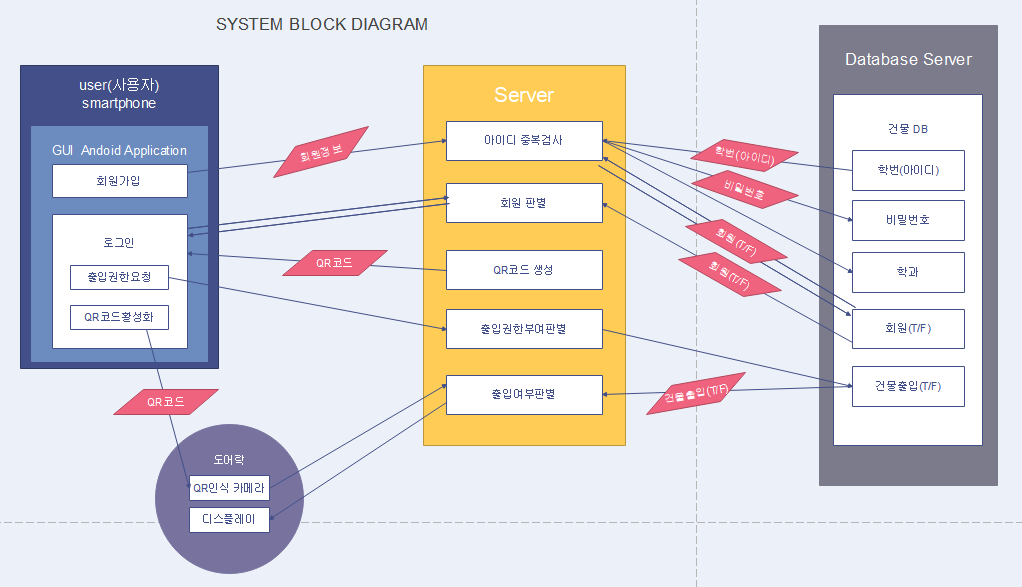 SYSTEM BLOCK DIAGRAM
user(사용자)
smartphone
GUI Andoid Application
회원가입
로그인
출입권한요청
QR코드활성화
회원정보
QR코드
QR코드
도어락
QR인식 카메라
디스플레이
Server
아이디 중복검사
회원 판별
QR코드 생성
출입권한부여판별
출입여부판별
학번(아이디)
비밀번호
회원(T/F)
회원(T/F)
건물출입(T/F)
Database Server
건물 DB
학번(아이디)
비밀번호
학과
회원(T/F)
건물출입(T/F)